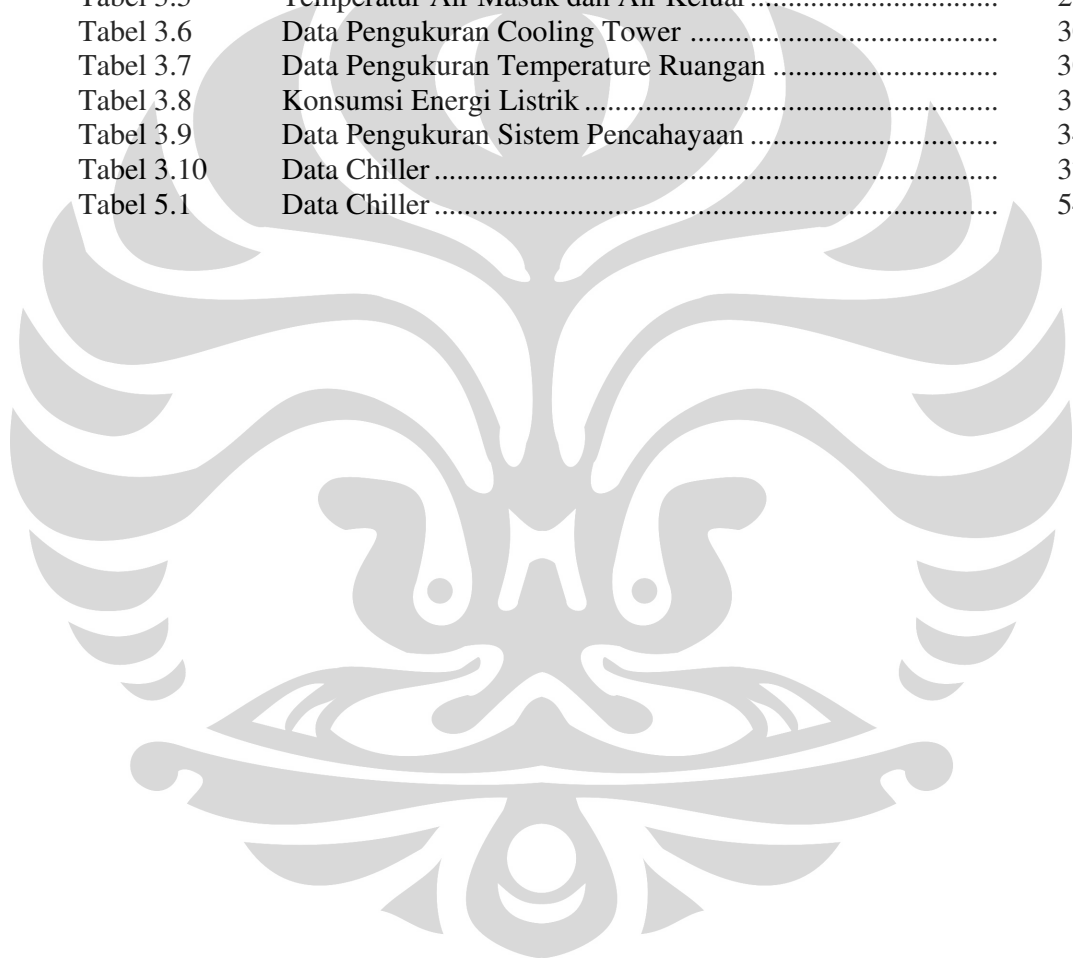 Tabel 3.6 Data Pengukuran Cooling Tower ........................................ 3
Tabel 3.7 Data Pengukuran Temperature Ruangan ............................. 3
Tabel 3.8 Konsumsi Energi Listrik ...................................................... 3
Tabel 3.9 Data Pengukuran Sistem Pencahayaan ................................ 3
Tabel 3.10 Data Chiller .......................................................................... 3
Tabel 5.1 Data Chiller .......................................................................... 5